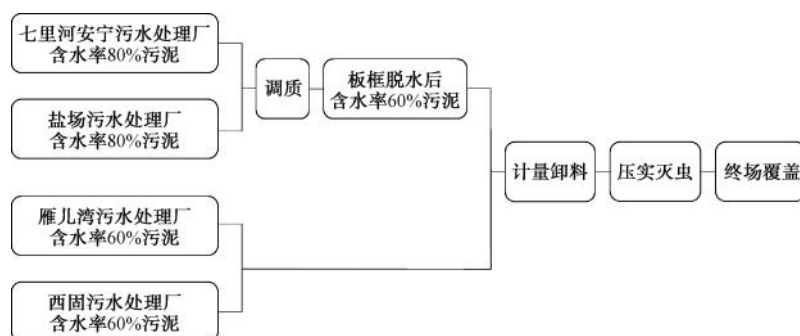 七里河安宁污水处理厂
含水率80%污泥
盐场污水处理厂
含水率80%污泥
调质
板框脱水后
含水率60%污泥
雁儿湾污水处理厂
含水率60%污泥
西固污水处理厂
含水率60%污泥
计量卸料
压实灭虫
终场覆盖